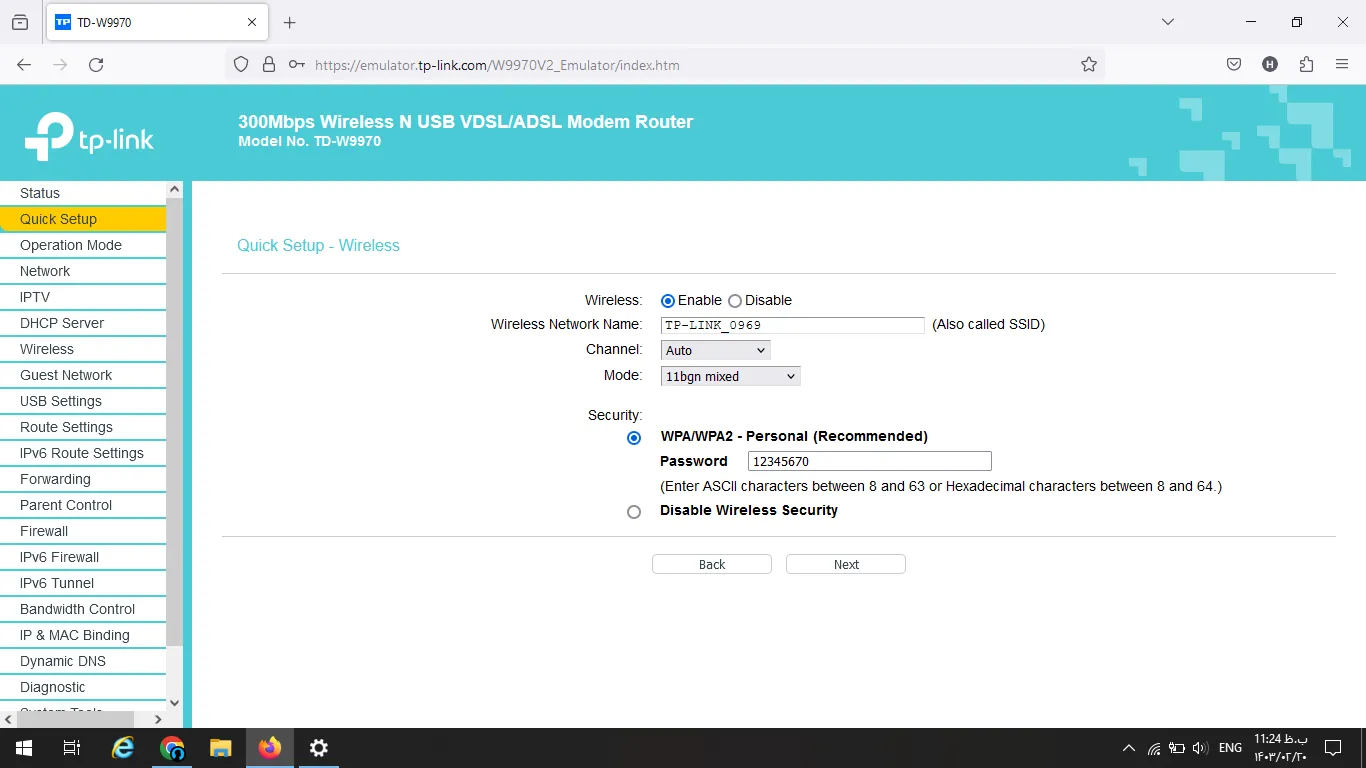 TD-W9970
https://emulator.tp-link.com/W9970V2_Emulator/index.htm
H
tp-link
300Mbps Wireless N USB VDSL/ADSL Modem Router
Model No. TD-W9970
Status
Quick Setup
Operation Mode
Network
IPTV
DHCP Server
Wireless
Guest Network
USB Settings
Route Settings
IPv6 Route Settings
Forwarding
Parent Control
Firewall
IPv6 Firewall
IPv6 Tunnel
Bandwidth Control
IP & MAC Binding
Dynamic DNS
Diagnostic
System Tools
Quick Setup - Wireless
Wireless: Enable Disable
Wireless Network Name: TP-LINK_0969 (Also called SSID)
Channel: Auto
Mode: 11bgn mixed
Security:
WPA/WPA2 - Personal (Recommended)
Password 12345670
(Enter ASCII characters between 8 and 63 or Hexadecimal characters between 8 and 64.)
Disable Wireless Security
Back Next
ENG
11:24 ب.ظ
۱۴۰۳/۰۲/۲۰